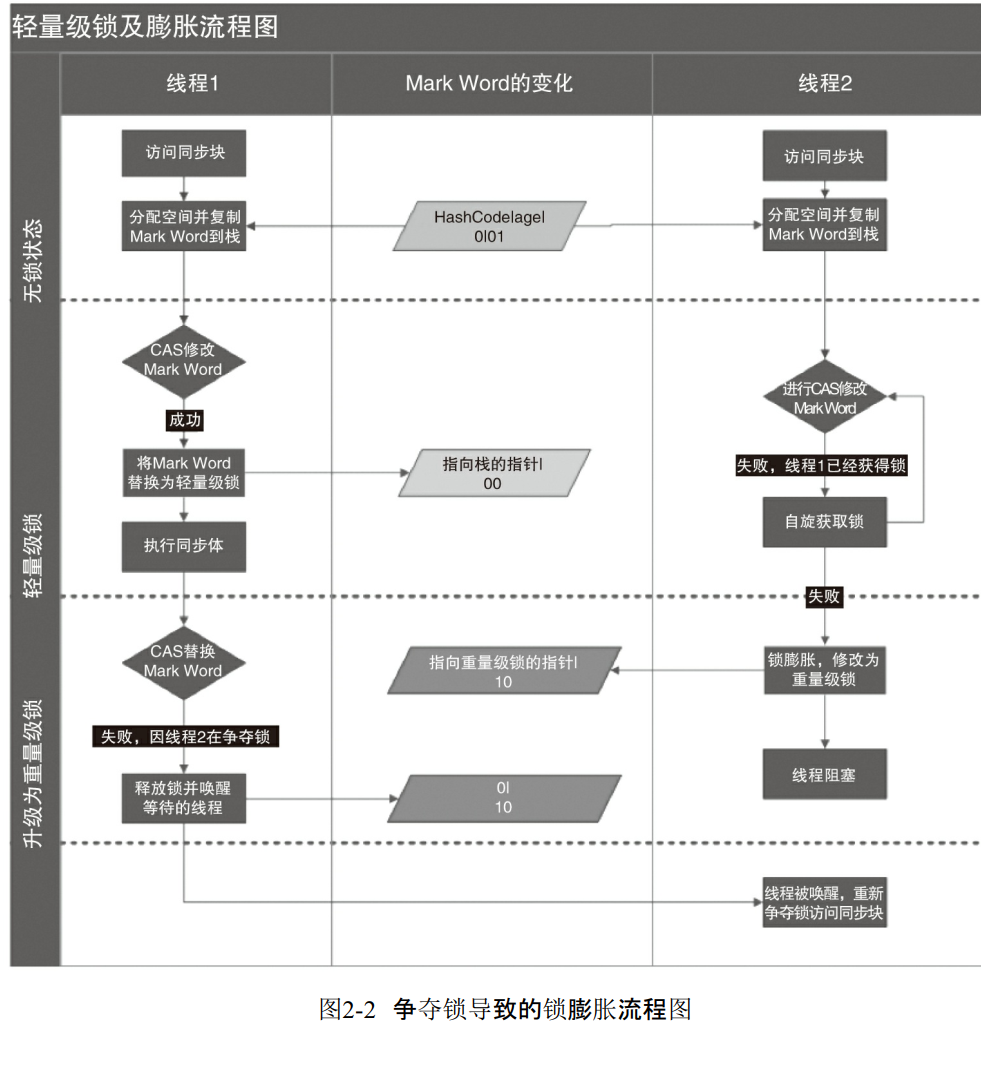 轻量级锁及膨胀流程图
线程1
Mark Word的变化
线程2
无锁状态
访问同步块
访问同步块
分配空间并复制
Mark Word到栈
HashCodelagel
0l01
分配空间并复制
Mark Word到栈
轻量级锁
CAS修改
Mark Word
成功
将Mark Word
替换为轻量级锁
指向栈的指针l
00
执行同步体
进行CAS修改
Mark Word
失败，线程1已经获得锁
自旋获取锁
失败
升级为重量级锁
CAS替换
Mark Word
指向重量级锁的指针l
10
锁膨胀，修改为
重量级锁
失败，因线程2在争夺锁
释放锁并唤醒
等待的线程
0l
10
线程阻塞
线程被唤醒，重新
争夺锁访问同步块
图2-2 争夺锁导致的锁膨胀流程图